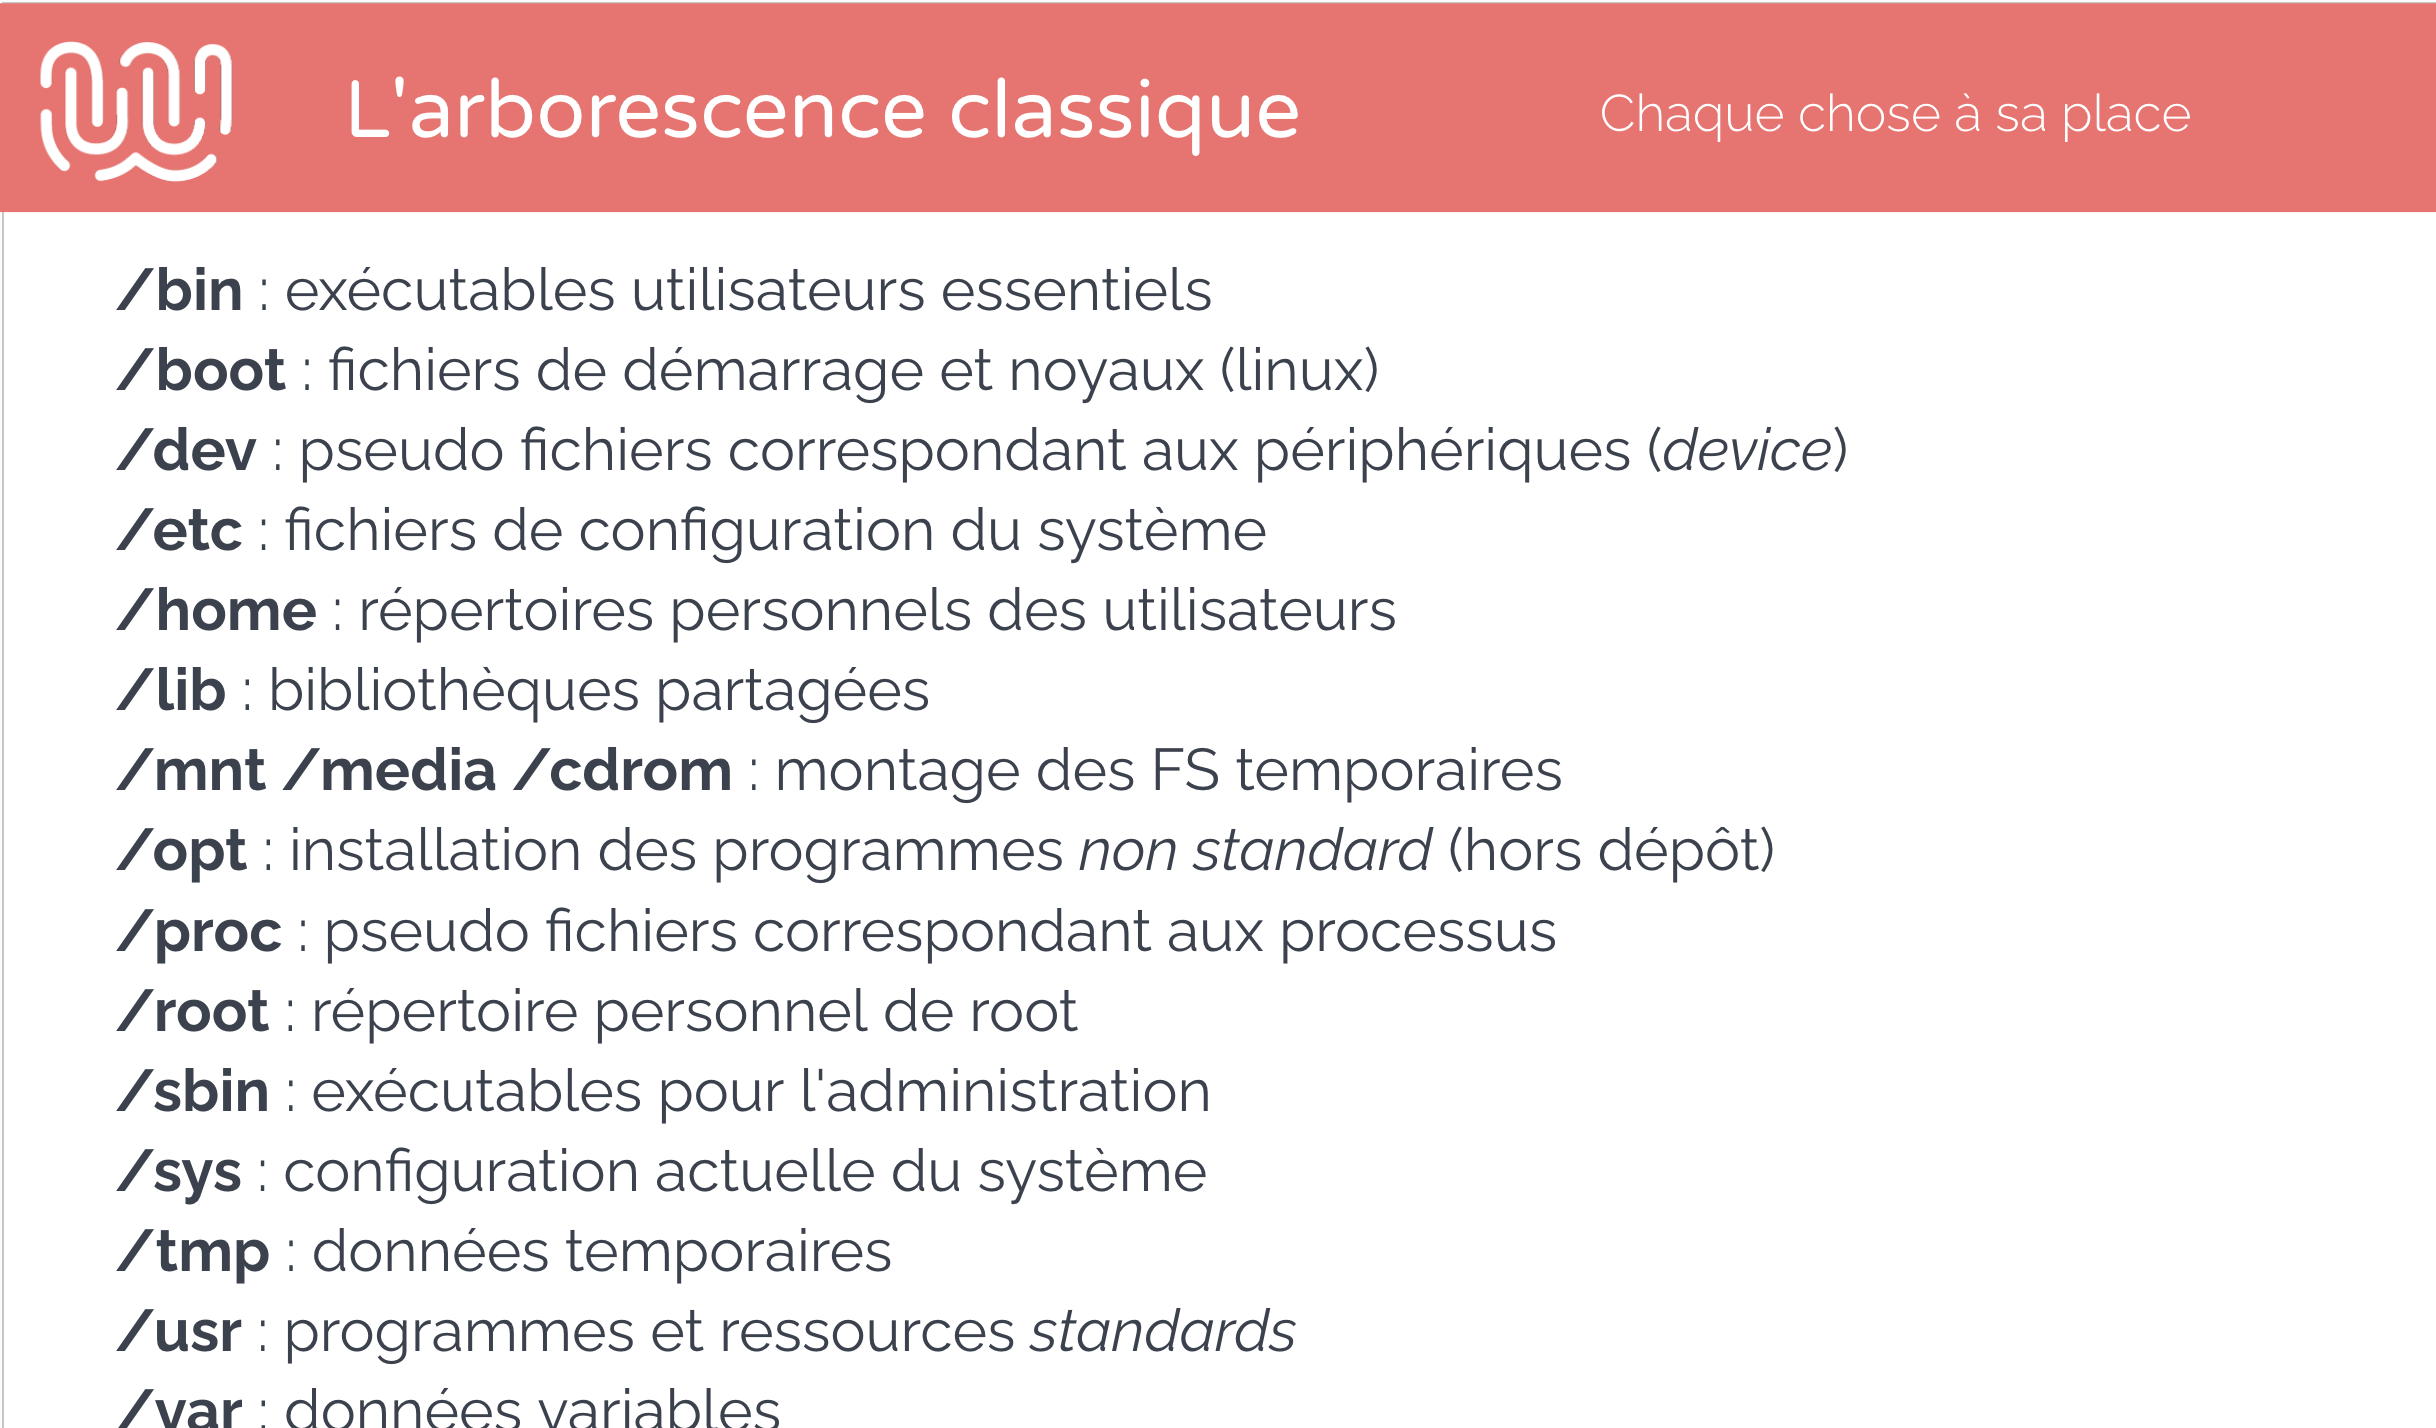 L'arborescence classique
Chaque chose à sa place
/bin : exécutables utilisateurs essentiels
/boot : fichiers de démarrage et noyaux (linux)
/dev : pseudo fichiers correspondant aux périphériques (device)
/etc : fichiers de configuration du système
/home : répertoires personnels des utilisateurs
/lib : bibliothèques partagées
/mnt /media /cdrom : montage des FS temporaires
/opt : installation des programmes non standard (hors dépôt)
/proc : pseudo fichiers correspondant aux processus
/root : répertoire personnel de root
/sbin : exécutables pour l'administration
/sys : configuration actuelle du système
/tmp : données temporaires
/usr : programmes et ressources standards
/var : données variables